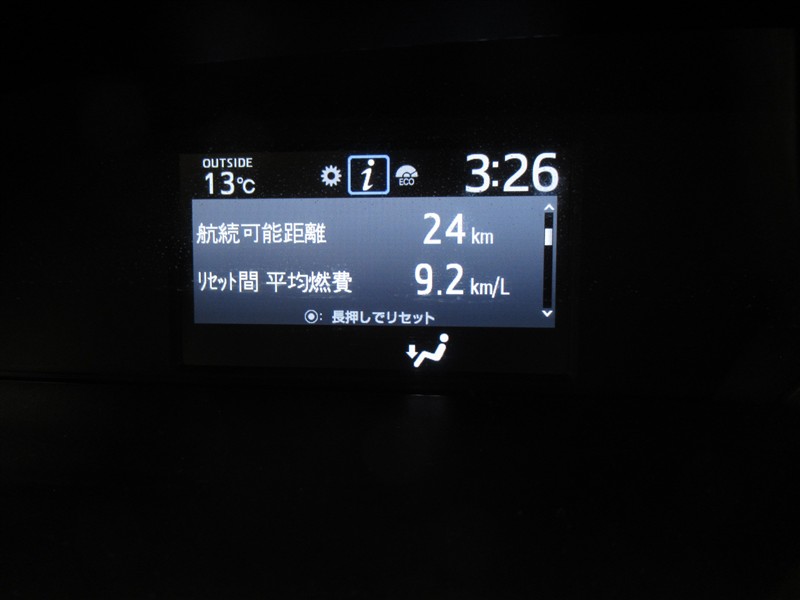 OUTSIDE
13℃
i
ECO
3:26
航続可能距離 24 km
リセット間 平均燃費 9.2 km/L
◉: 長押しでリセット